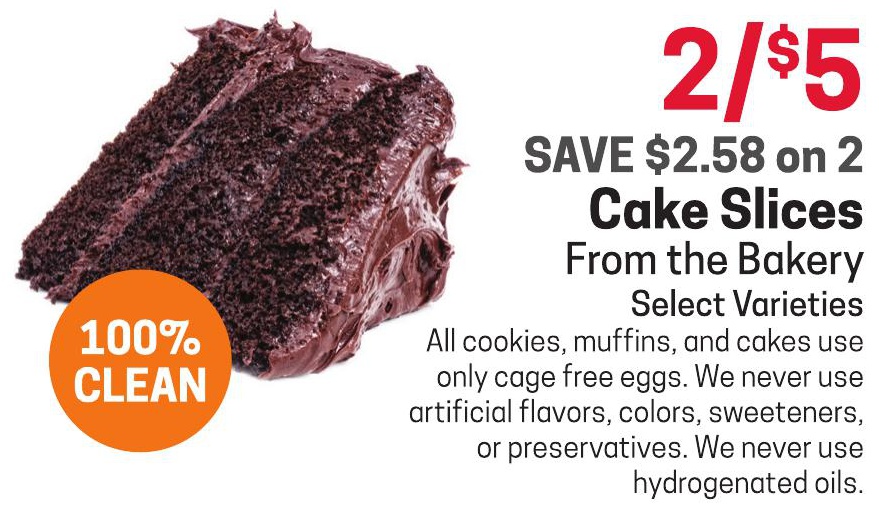 2/$5
SAVE $2.58 on 2
Cake Slices
From the Bakery
Select Varieties
All cookies, muffins, and cakes use
only cage free eggs. We never use
artificial flavors, colors, sweeteners,
or preservatives. We never use
hydrogenated oils.
100%
CLEAN